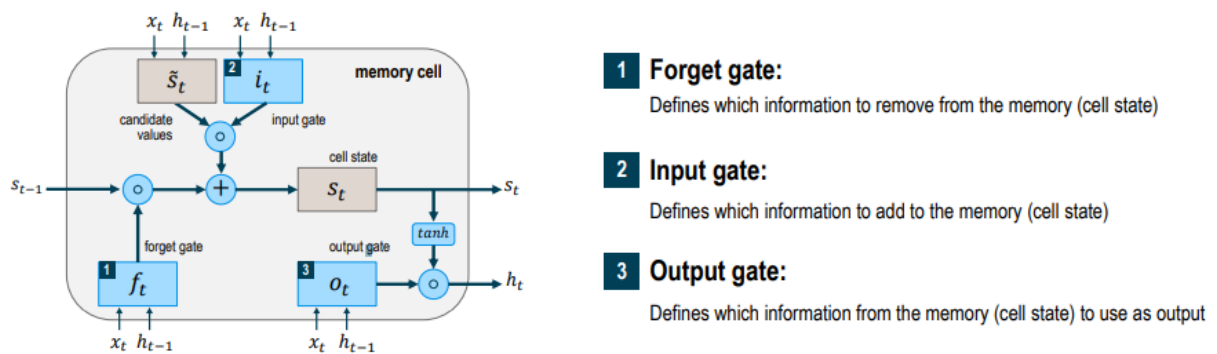 x_t h_{t-1} x_t h_{t-1}
2
s̃_t i_t
memory cell
candidate
values
input gate
∘
cell state
s_{t-1} ∘ + s_t s_t
tanh
forget gate
output gate
1 f_t
3 o_t ∘ h_t
x_t h_{t-1} x_t h_{t-1}
1 Forget gate:
Defines which information to remove from the memory (cell state)
2 Input gate:
Defines which information to add to the memory (cell state)
3 Output gate:
Defines which information from the memory (cell state) to use as output